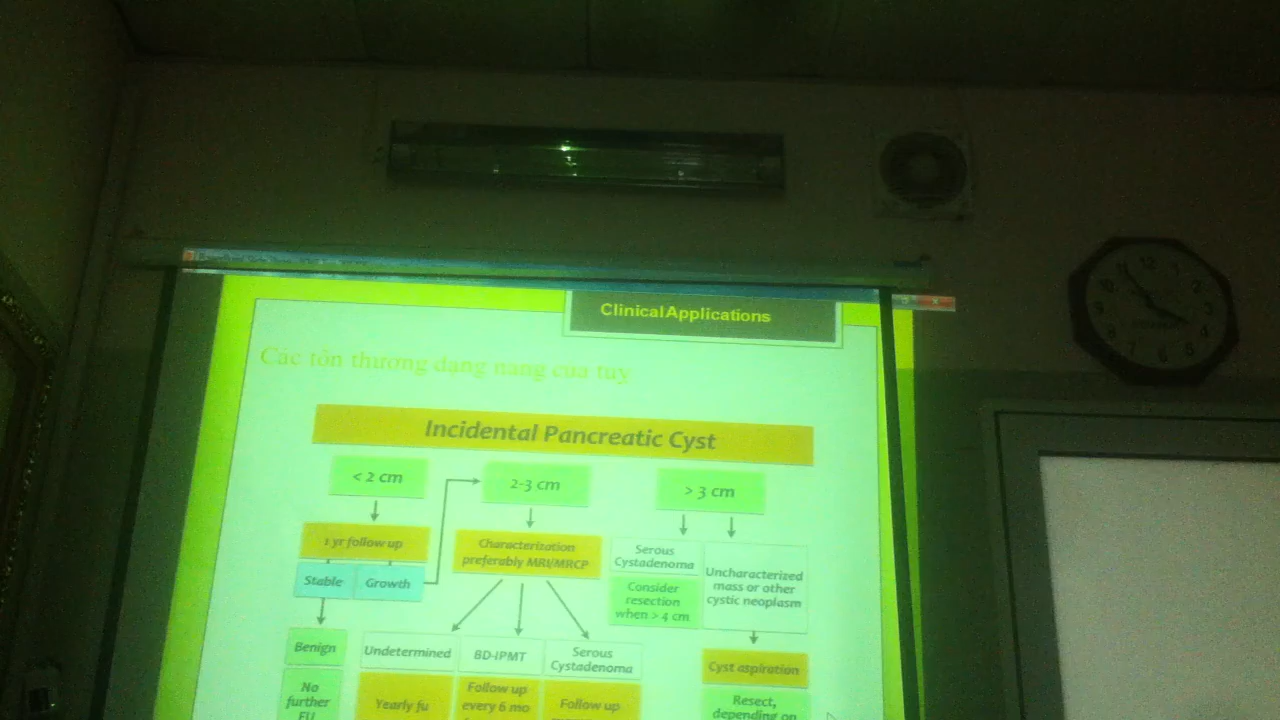 Clinical Applications
Các tổn thương dạng nang của tuỵ
Incidental Pancreatic Cyst
< 2 cm
2-3 cm
> 3 cm
1 yr follow up
Stable
Growth
Characterization
preferably MRI/MRCP
Serous
Cystadenoma
Consider
resection
when > 4 cm
Uncharacterized
mass or other
cystic neoplasm
Benign
No
further
FU
Undetermined
Yearly fu
BD-IPMT
Follow up
every 6 mo
Serous
Cystadenoma
Follow up
Cyst aspiration
Resect,
depending on